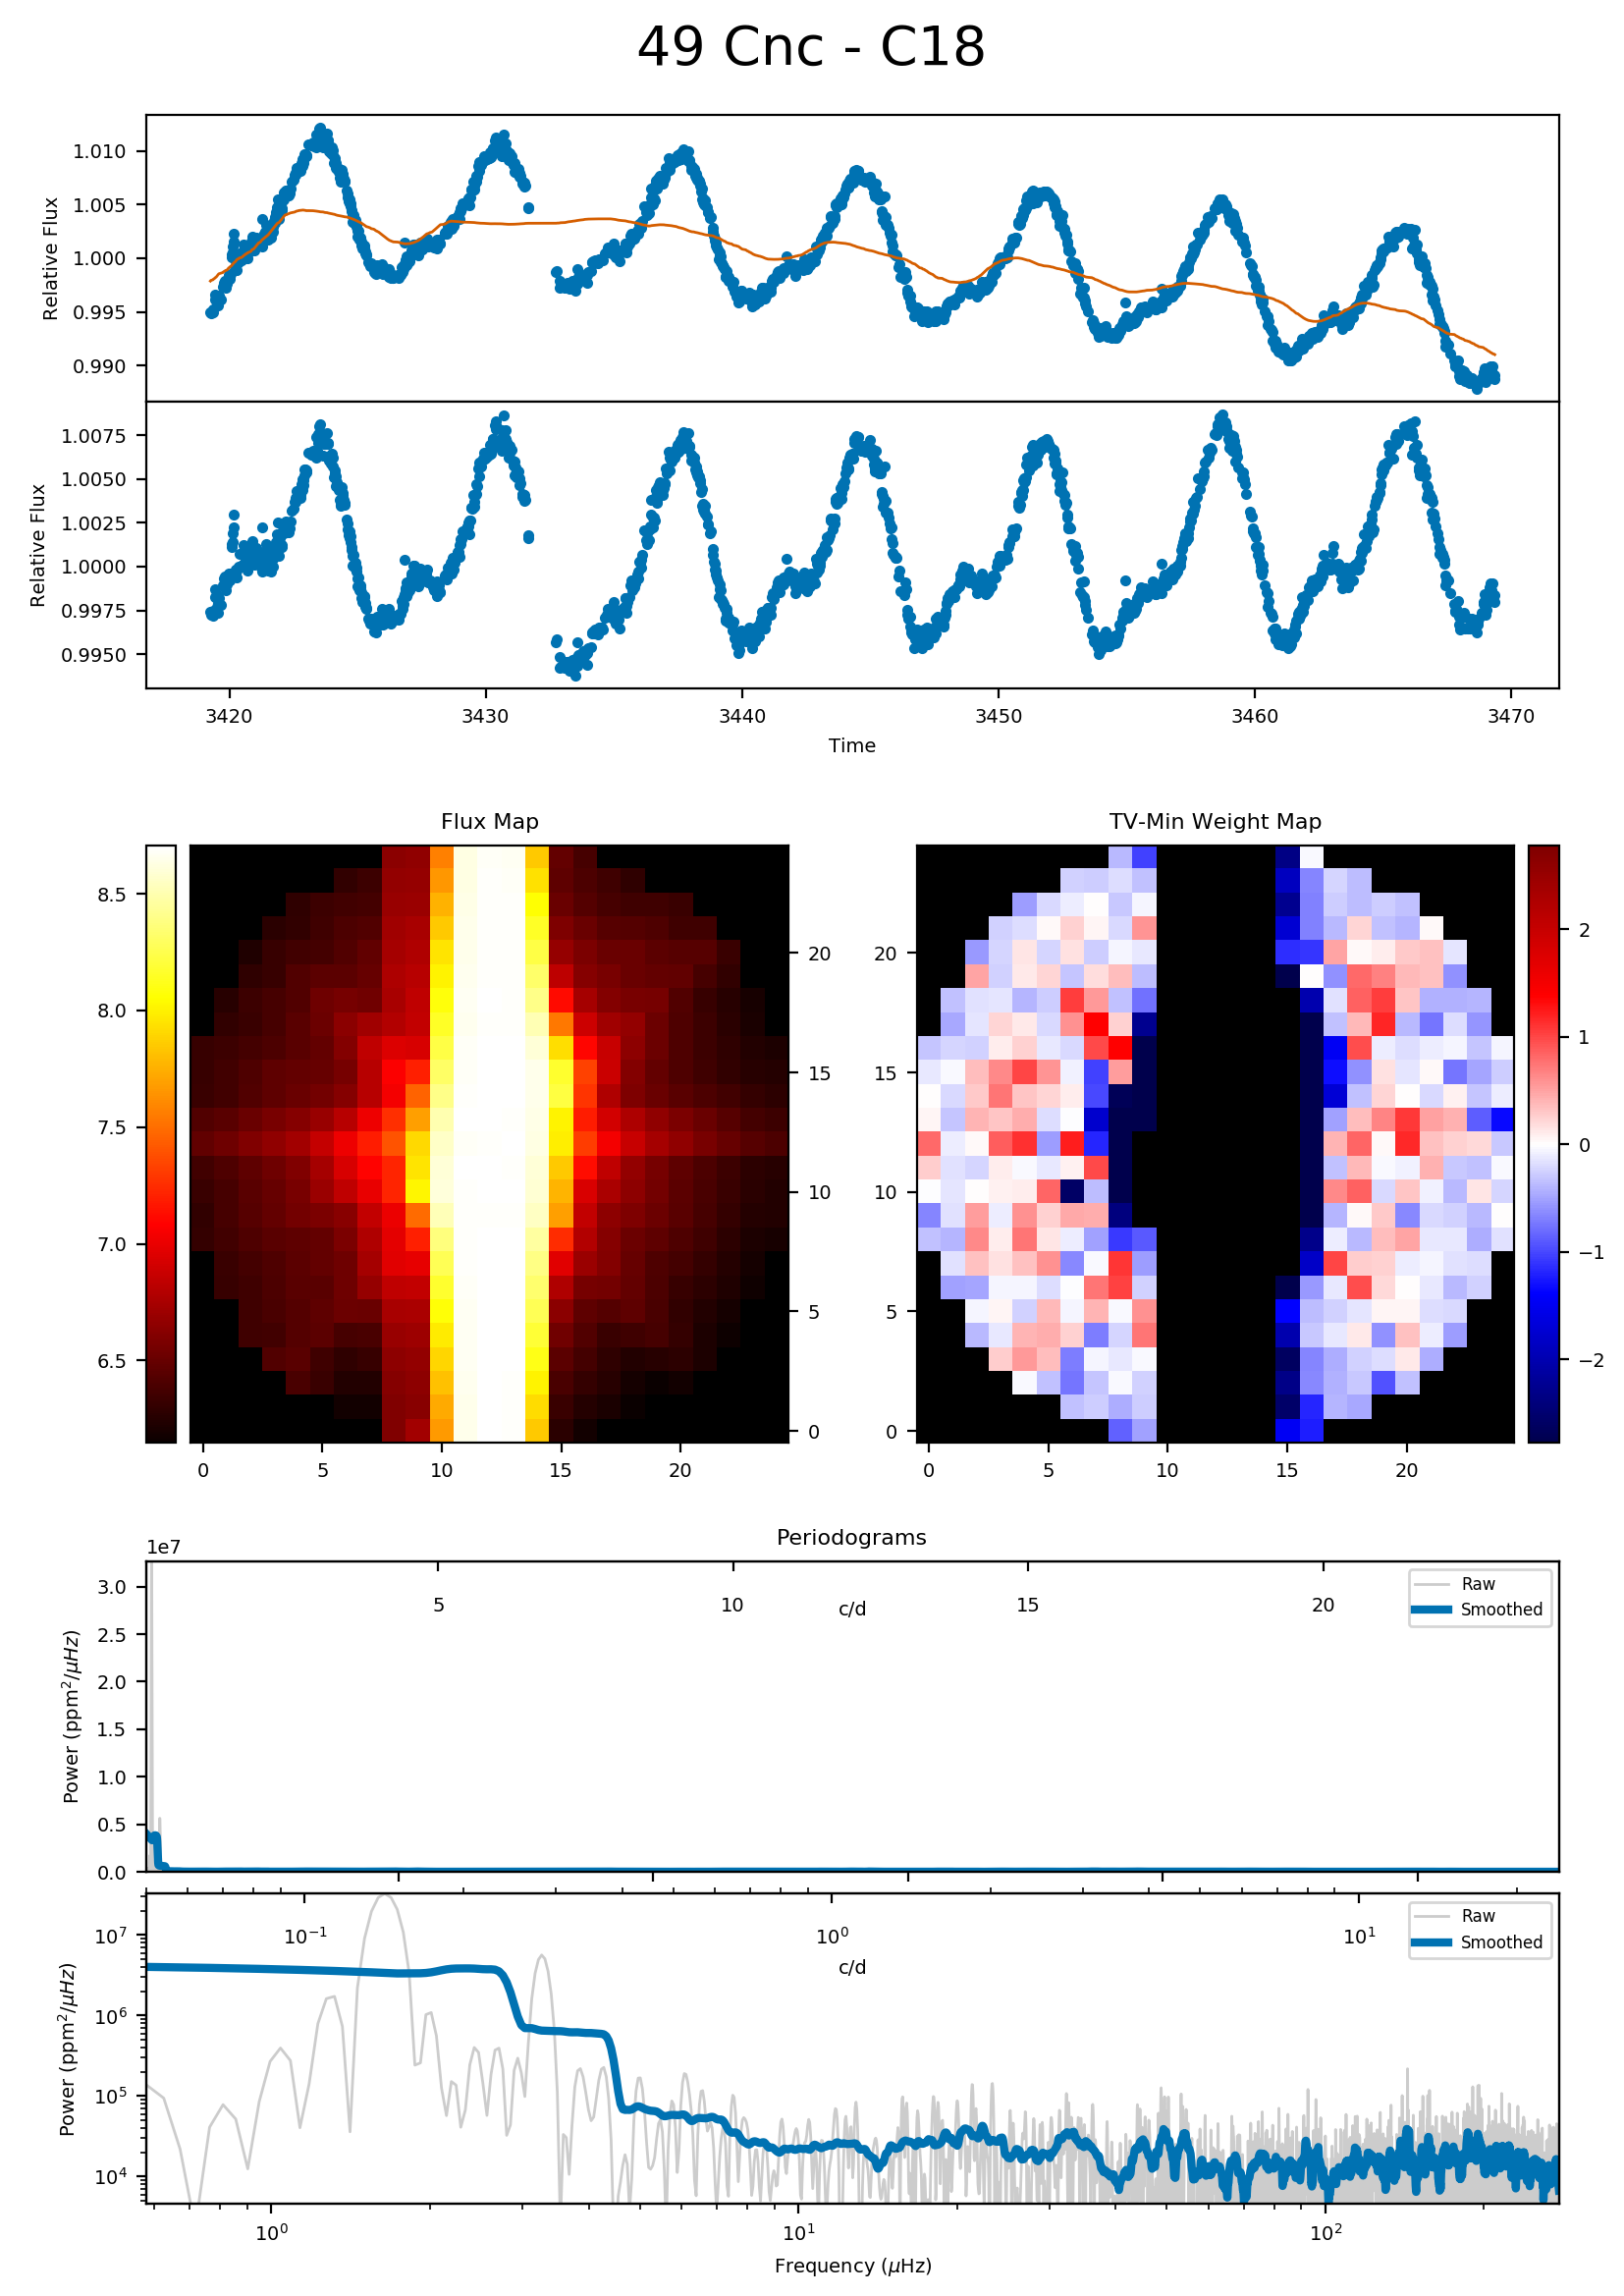 49 Cnc - C18
1.010
1.005
1.000
0.995
0.990
Relative Flux
1.0075
1.0050
1.0025
1.0000
0.9975
0.9950
Relative Flux
3420 3430 3440 3450 3460 3470
Time
Flux Map
8.5
8.0
7.5
7.0
6.5
20
15
10
5
0
0 5 10 15 20
TV-Min Weight Map
20
15
10
5
0
0 5 10 15 20
2
1
0
−1
−2
Periodograms
1e7
3.0
2.5
2.0
1.5
1.0
0.5
0.0
Power (ppm²/μHz)
5 10 15 20
c/d
Raw
Smoothed
10⁷
10⁶
10⁵
10⁴
Power (ppm²/μHz)
10⁻¹ 10⁰ 10¹
c/d
Raw
Smoothed
10⁰ 10¹ 10²
Frequency (μHz)